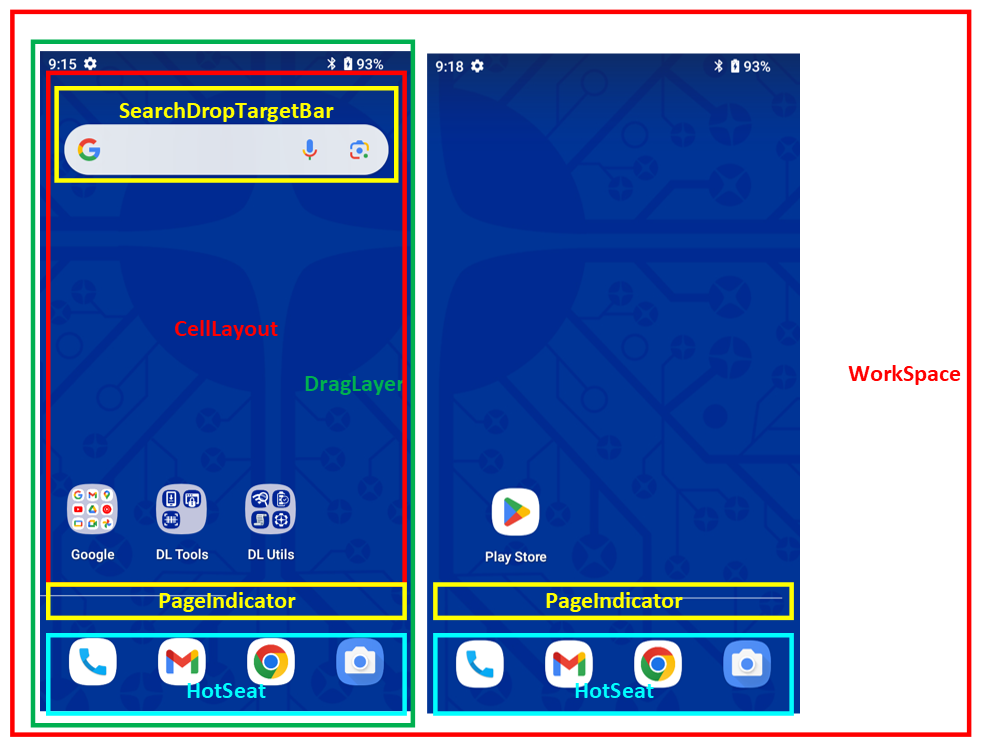 9:15 93%
9:18 93%
SearchDropTargetBar
CellLayout
DragLayer
WorkSpace
Google DL Tools DL Utils
Play Store
PageIndicator
PageIndicator
HotSeat
HotSeat